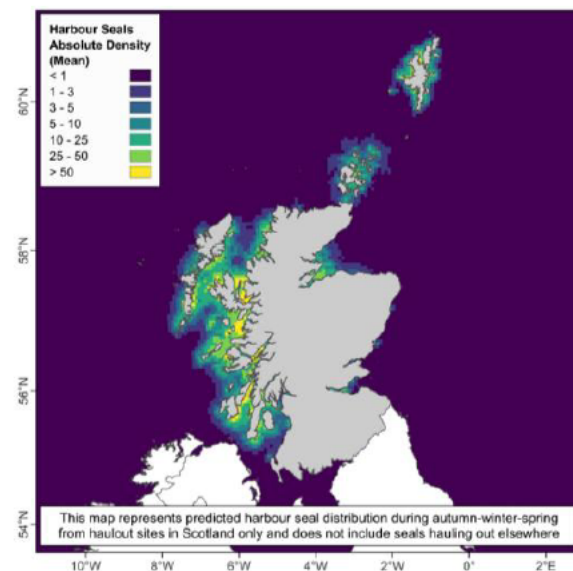 Harbour Seals
Absolute Density
(Mean)
< 1
1 - 3
3 - 5
5 - 10
10 - 25
25 - 50
> 50
60°N
58°N
56°N
54°N
This map represents predicted harbour seal distribution during autumn-winter-spring
from haulout sites in Scotland only and does not include seals hauling out elsewhere
10°W 8°W 6°W 4°W 2°W 0° 2°E